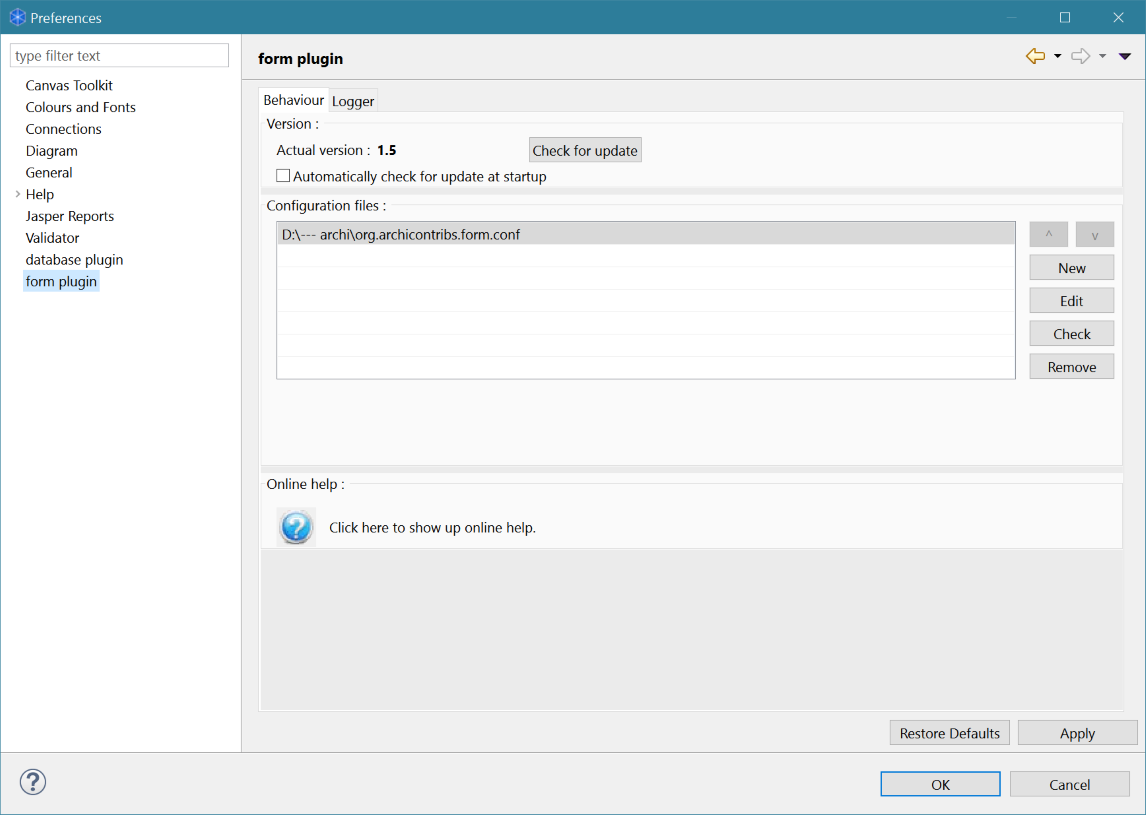 Preferences
type filter text
Canvas Toolkit
Colours and Fonts
Connections
Diagram
General
Help
Jasper Reports
Validator
database plugin
form plugin
form plugin
Behaviour
Logger
Version :
Actual version : 1.5
Check for update
Automatically check for update at startup
Configuration files :
D:\--- archi\org.archicontribs.form.conf
^
v
New
Edit
Check
Remove
Online help :
Click here to show up online help.
Restore Defaults
Apply
OK
Cancel